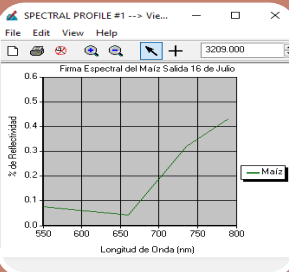 SPECTRAL PROFILE #1 --> Vie...
File Edit View Help
3209.000
Firma Espectral del Maíz Salida 16 de Julio
% de Reflectividad
0.6
0.5
0.4
0.3
0.2
0.1
0.0
550 600 650 700 750 800
Maíz
Longitud de Onda (nm)